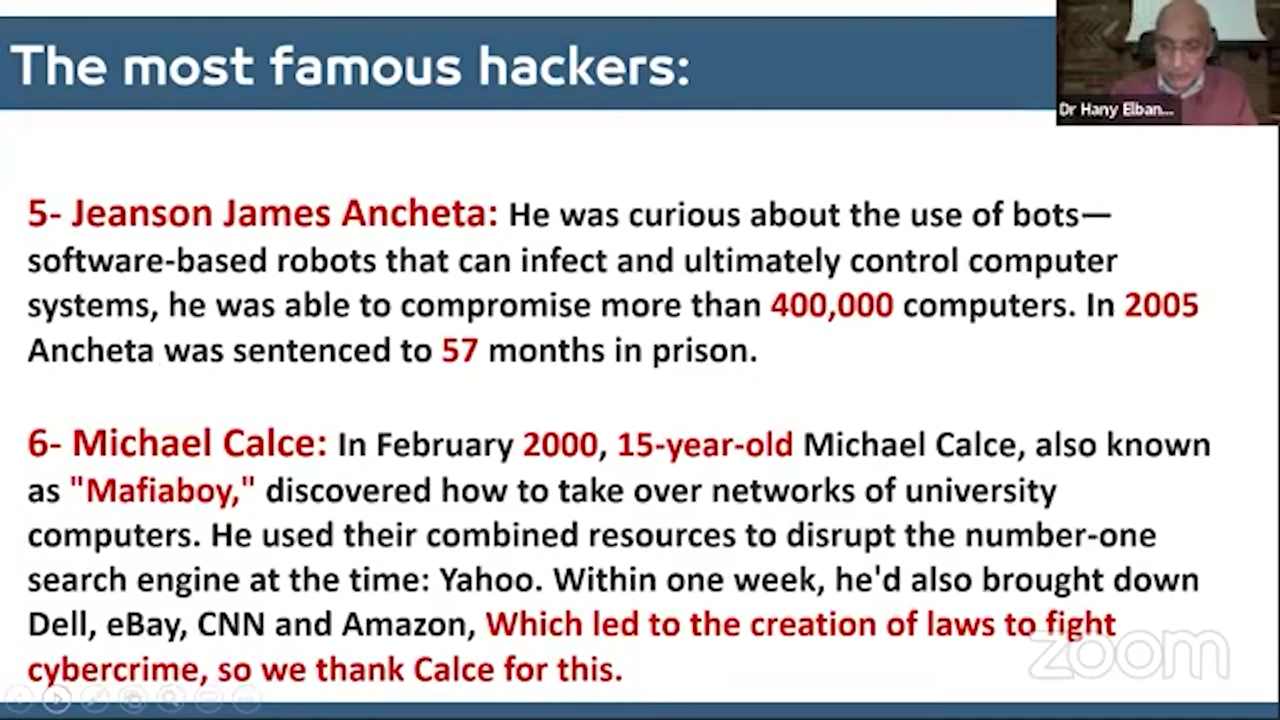 The most famous hackers:
Dr Hany Elban...
5- Jeanson James Ancheta: He was curious about the use of bots—
software-based robots that can infect and ultimately control computer
systems, he was able to compromise more than 400,000 computers. In 2005
Ancheta was sentenced to 57 months in prison.
6- Michael Calce: In February 2000, 15-year-old Michael Calce, also known
as "Mafiaboy," discovered how to take over networks of university
computers. He used their combined resources to disrupt the number-one
search engine at the time: Yahoo. Within one week, he'd also brought down
Dell, eBay, CNN and Amazon, Which led to the creation of laws to fight
cybercrime, so we thank Calce for this.
zoom